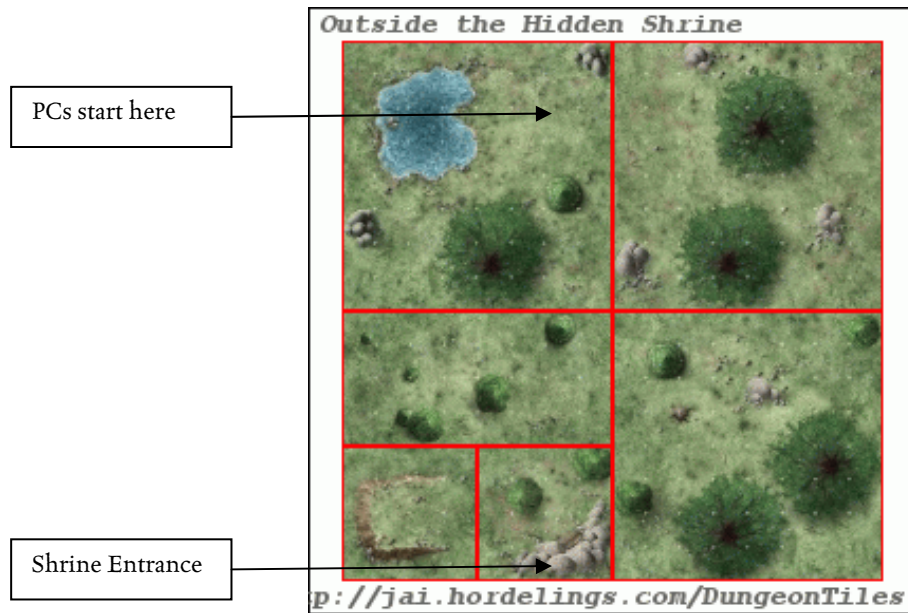 Outside the Hidden Shrine
PCs start here
Shrine Entrance
p://jai.hordelings.com/DungeonTiles